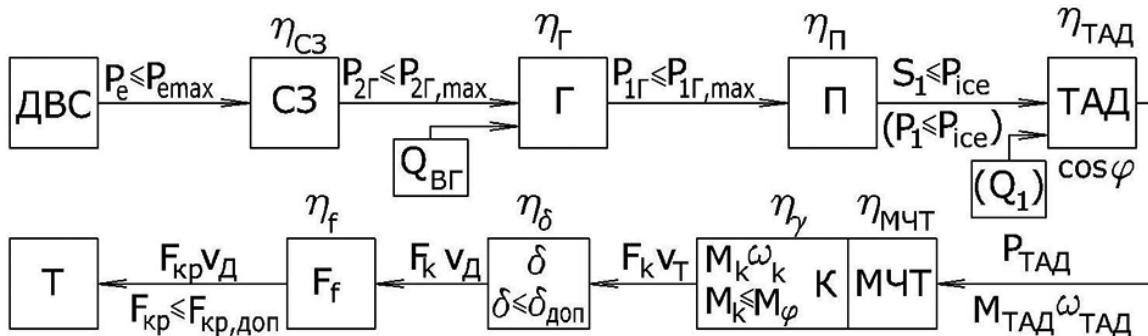 η_СЗ η_Г η_П η_ТАД
ДВС P_e≤P_emax СЗ P_2Г≤P_2Г,max Г P_1Г≤P_1Г,max П S_1≤P_ice ТАД
(P_1≤P_ice)
Q_ВГ (Q_1) cosφ
η_f η_δ η_γ η_МЧТ
T F_кр v_Д F_f F_k v_Д δ F_k v_T M_k ω_k К МЧТ P_ТАД
F_кр≤F_кр,доп δ≤δ_доп M_k≤M_φ M_ТАД ω_ТАД